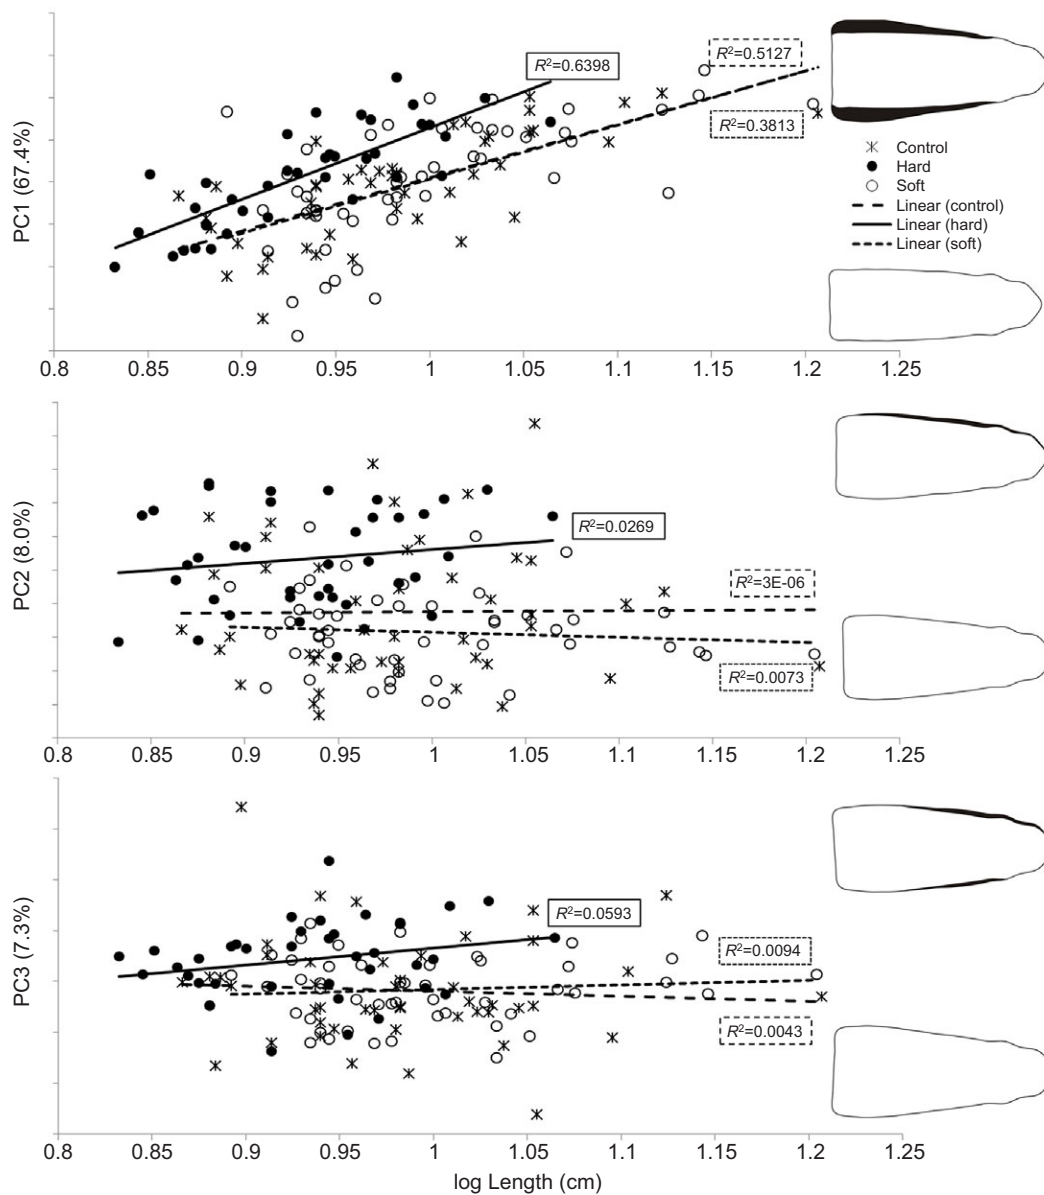 R²=0.5127
R²=0.6398
R²=0.3813
Control
Hard
Soft
Linear (control)
Linear (hard)
Linear (soft)
PC1 (67.4%)
0.8 0.85 0.9 0.95 1 1.05 1.1 1.15 1.2 1.25
R²=0.0269
R²=3E-06
R²=0.0073
PC2 (8.0%)
0.8 0.85 0.9 0.95 1 1.05 1.1 1.15 1.2 1.25
R²=0.0593
R²=0.0094
R²=0.0043
PC3 (7.3%)
0.8 0.85 0.9 0.95 1 1.05 1.1 1.15 1.2 1.25
log Length (cm)